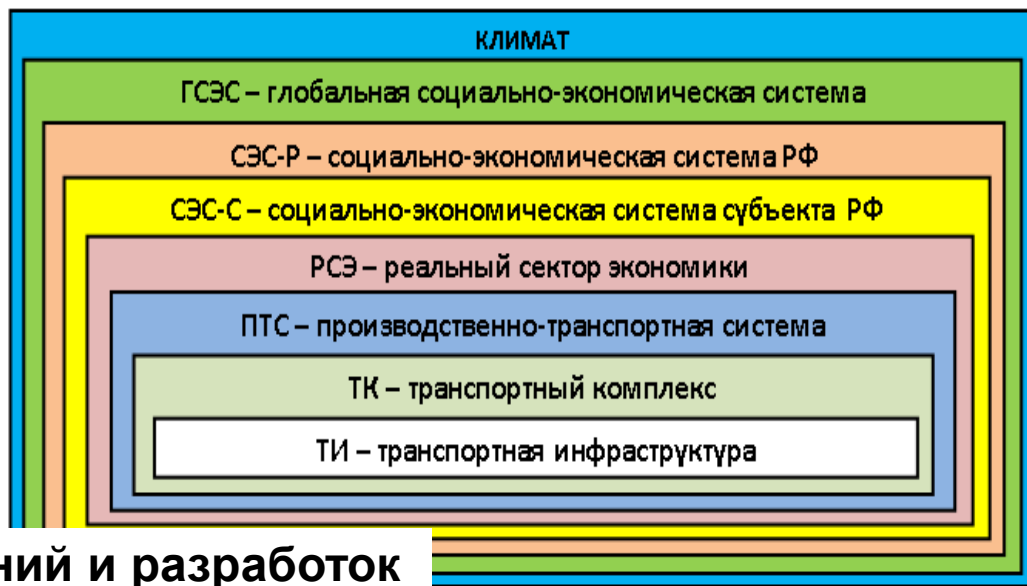 КЛИМАТ
ГСЭС – глобальная социально-экономическая система
СЭС-Р – социально-экономическая система РФ
СЭС-С – социально-экономическая система субъекта РФ
РСЭ – реальный сектор экономики
ПТС – производственно-транспортная система
ТК – транспортный комплекс
ТИ – транспортная инфраструктура
и разработок